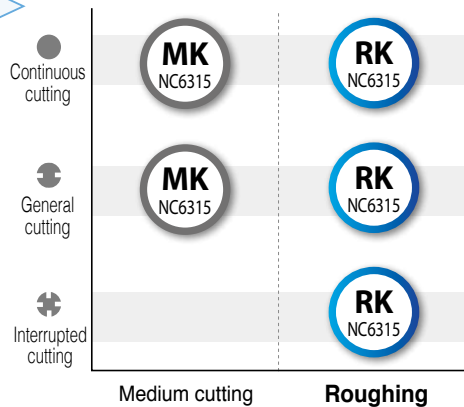 Continuous
cutting
MK
NC6315
RK
NC6315
General
cutting
MK
NC6315
RK
NC6315
Interrupted
cutting
RK
NC6315
Medium cutting
Roughing